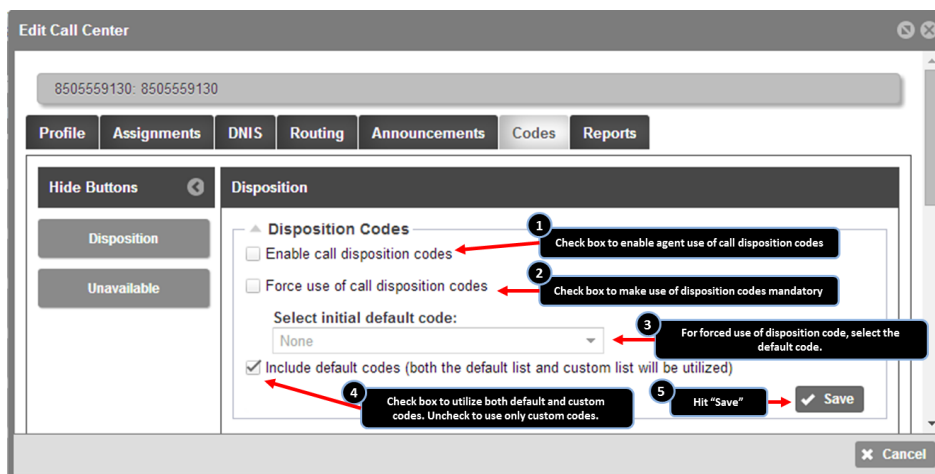 Edit Call Center
8505559130: 8505559130
Profile Assignments DNIS Routing Announcements Codes Reports
Hide Buttons
Disposition
Unavailable
Disposition
Disposition Codes
Enable call disposition codes
1
Check box to enable agent use of call disposition codes
Force use of call disposition codes
2
Check box to make use of disposition codes mandatory
Select initial default code:
None
3
For forced use of disposition code, select the
default code.
Include default codes (both the default list and custom list will be utilized)
4
Check box to utilize both default and custom
codes. Uncheck to use only custom codes.
5
Hit “Save”
Save
Cancel